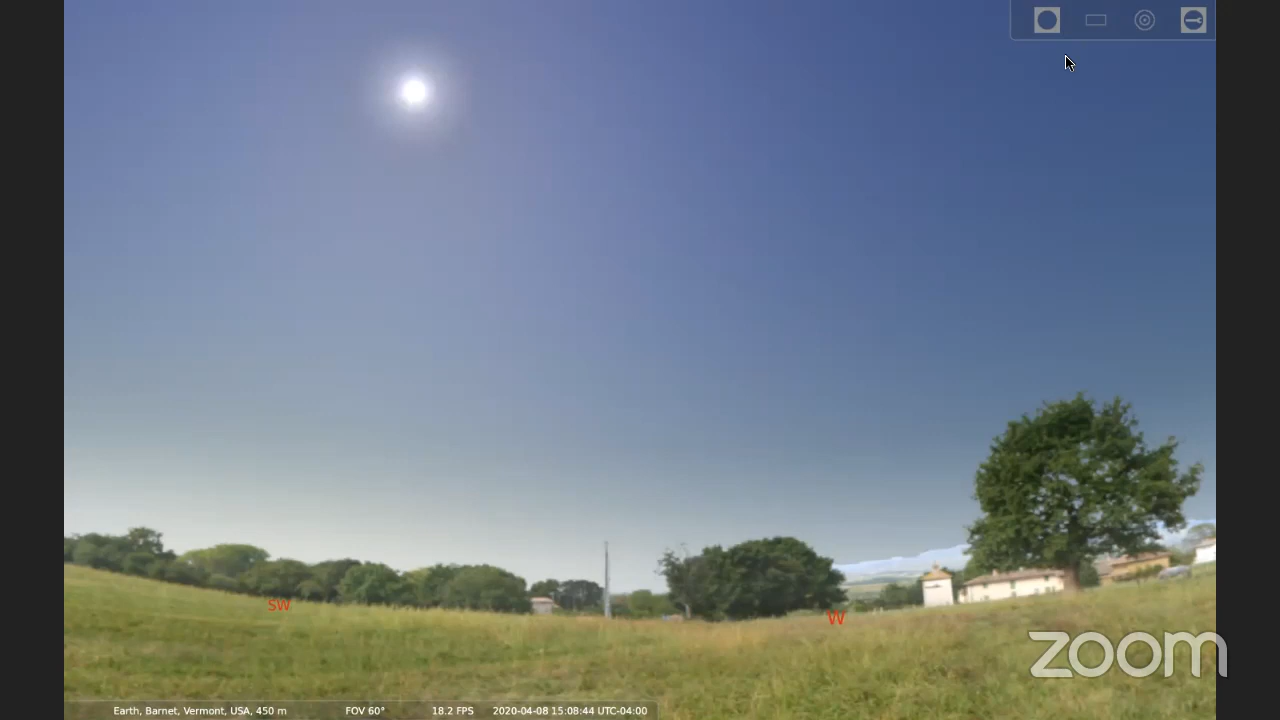 SW
W
zoom
Earth, Barnet, Vermont, USA, 450 m FOV 60° 18.2 FPS 2020-04-08 15:08:44 UTC-04:00